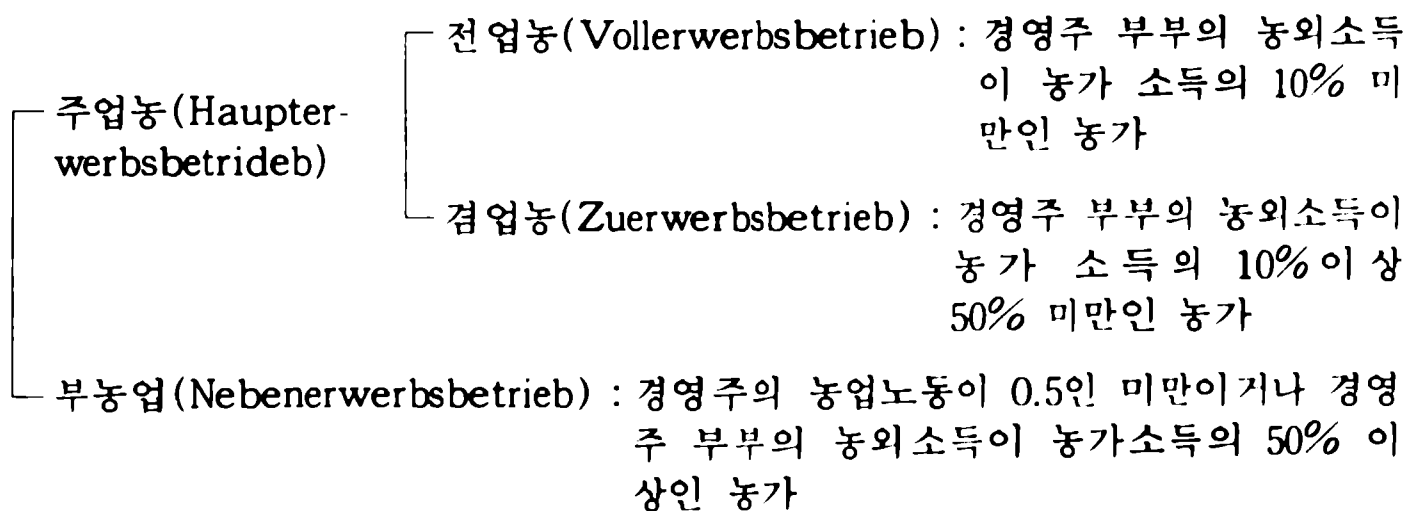 전업농(Vollerwerbsbetrieb) : 경영주 부부의 농외소득
이 농가 소득의 10% 미
만인 농가
주업농(Haupter-
werbsbetrideb)
겸업농(Zuerwerbsbetrieb) : 경영주 부부의 농외소득이
농가 소득의 10%이상
50% 미만인 농가
부농업(Nebenerwerbsbetrieb) : 경영주의 농업노동이 0.5인 미만이거나 경영
주 부부의 농외소득이 농가소득의 50% 이
상인 농가